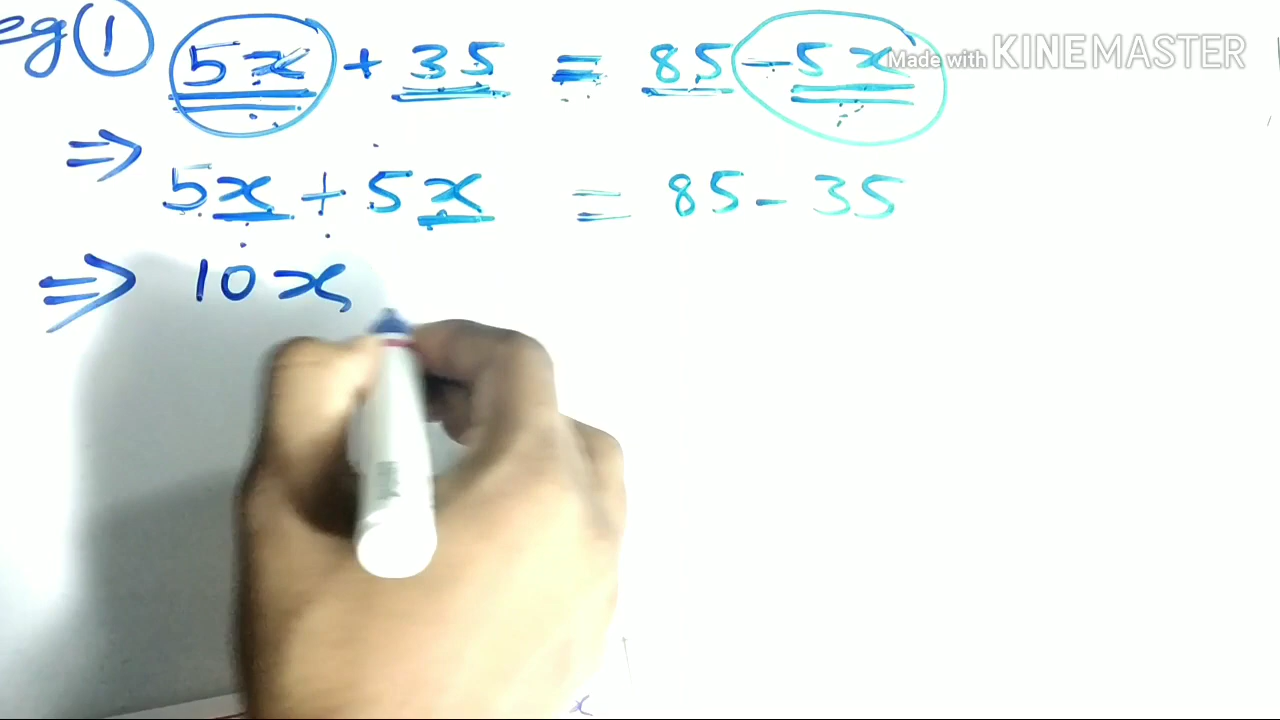 eg ① 5x + 35 = 85 - 5x
Made with KINEMASTER
⇒
5x + 5x = 85 - 35
⇒ 10x
x